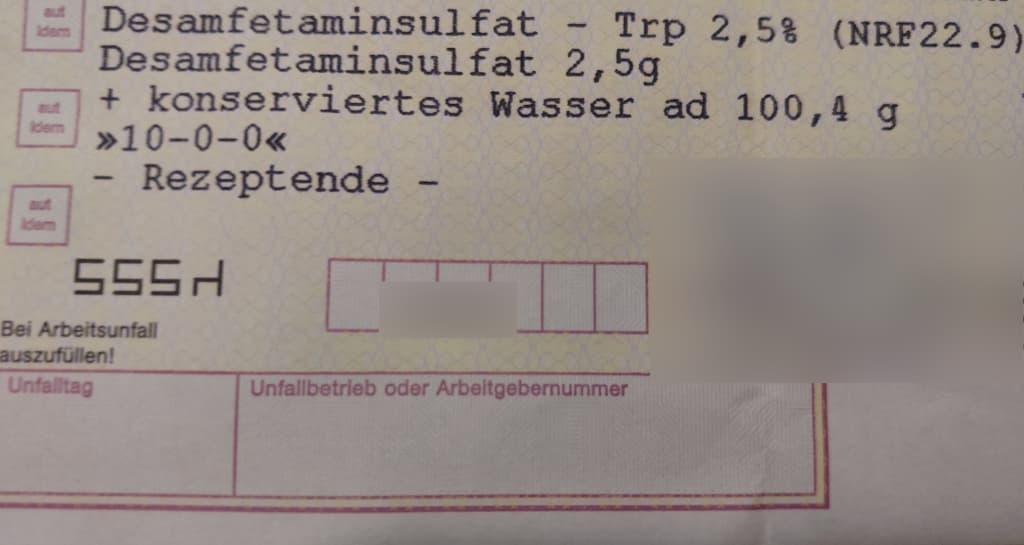 aut
idem
Desamfetaminsulfat - Trp 2,5% (NRF22.9)
Desamfetaminsulfat 2,5g
aut
idem
+ konserviertes Wasser ad 100,4 g
»10-0-0«
- Rezeptende -
aut
idem
Bei Arbeitsunfall
auszufüllen!
Unfalltag
Unfallbetrieb oder Arbeitgebernummer